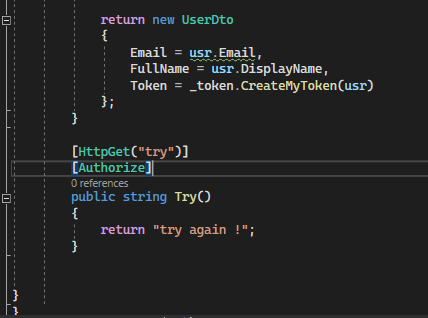 return new UserDto
{
Email = usr.Email,
FullName = usr.DisplayName,
Token = _token.CreateMyToken(usr)
};
}
[HttpGet("try")]
[Authorize]
0 references
public string Try()
{
return "try again !";
}
}
}